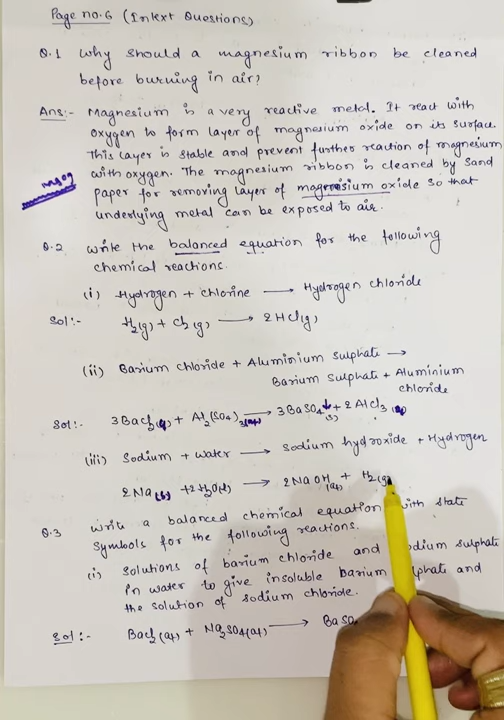 Page no.6 (Intext Questions)
Q.1 Why should a magnesium ribbon be cleaned
before burning in air?
Ans:- Magnesium is a very reactive metal. It react with
oxygen to form layer of magnesium oxide on its surface.
This layer is stable and prevent further reaction of magnesium
with oxygen. The magnesium ribbon is cleaned by sand
MgO
paper for removing layer of magnesium oxide so that
underlying metal can be exposed to air.
Q.2 write the balanced equation for the following
chemical reactions.
(i) Hydrogen + chlorine → Hydrogen chloride
Sol:- H₂(g) + Cl₂(g) → 2HCl(g)
(ii) Barium chloride + Aluminium sulphate →
Barium sulphate + Aluminium
chloride
Sol:- 3BaCl₂(q) + Al₂(SO₄)₃(aq) → 3BaSO₄↓(s) + 2AlCl₃(aq)
(iii) Sodium + water → Sodium hydroxide + Hydrogen
2Na(s) + 2H₂O(l) → 2NaOH(aq) + H₂(g)
Q.3 write a balanced chemical equation with state
symbols for the following reactions.
(i) Solutions of barium chloride and odium sulphate
in water to give insoluble Barium lphate and
the solution of sodium chloride.
Sol:- BaCl₂(aq) + Na₂SO₄(aq) → BaSO